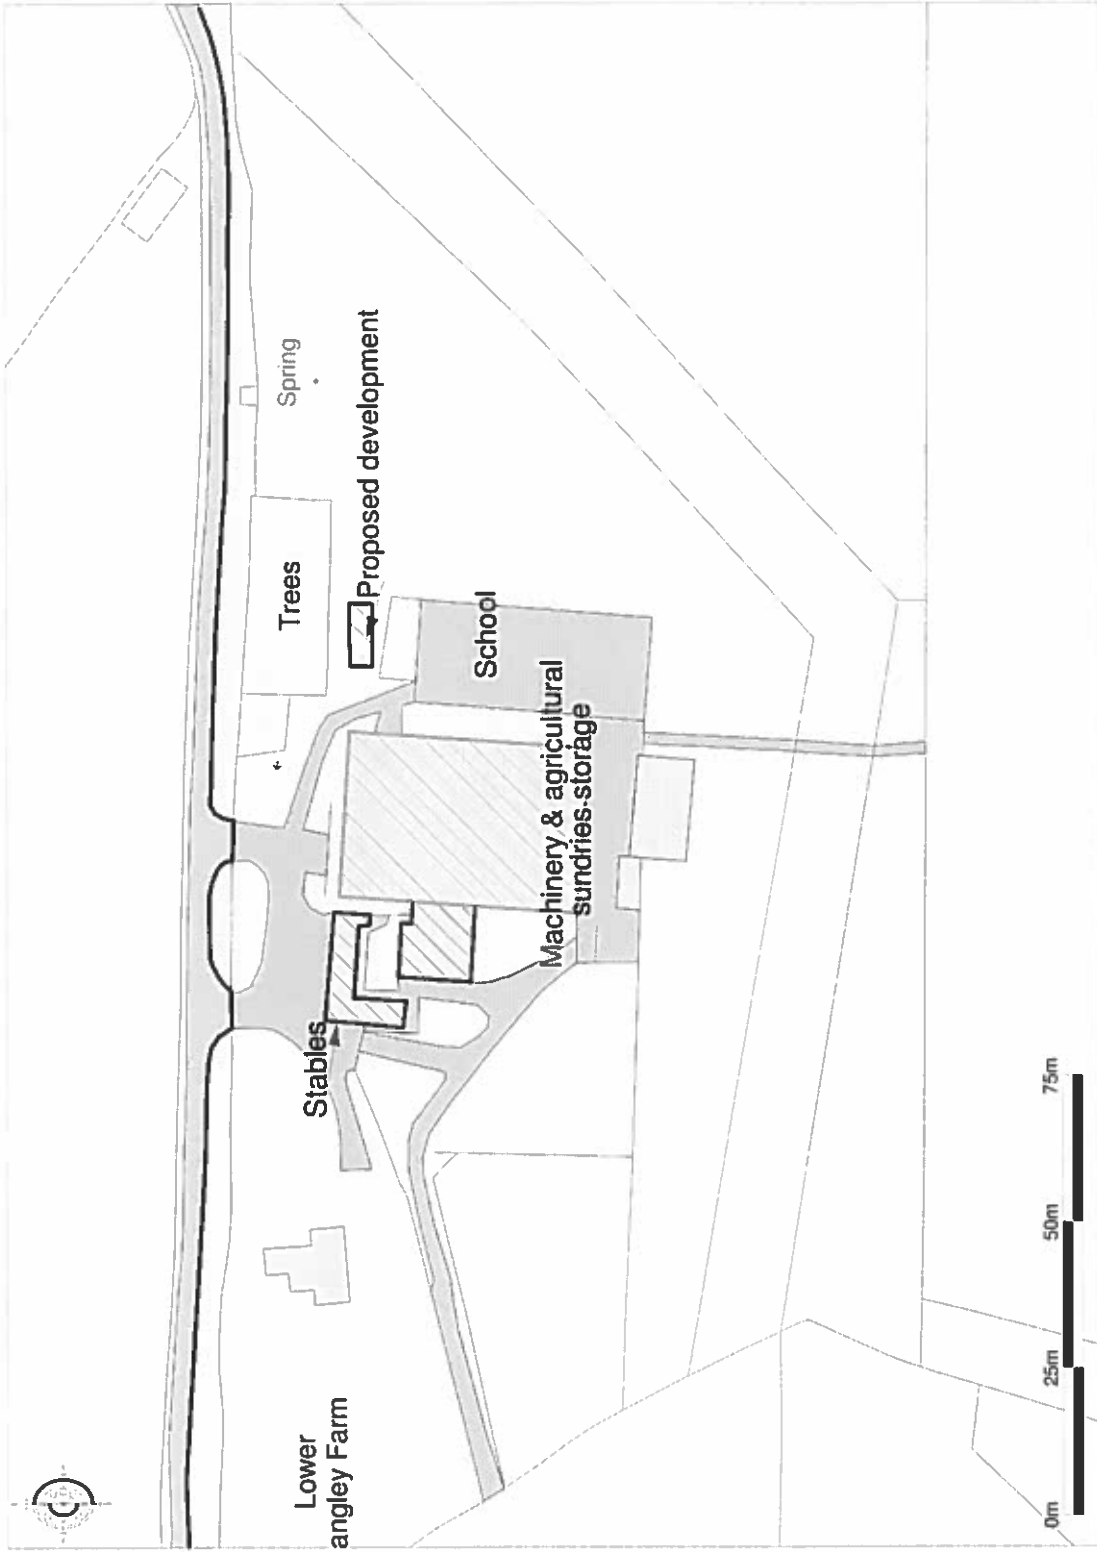 Spring
Proposed development
Trees
School
Machinery & agricultural
sundries storage
Stables
Lower
angley Farm
0m
25m
50m
75m